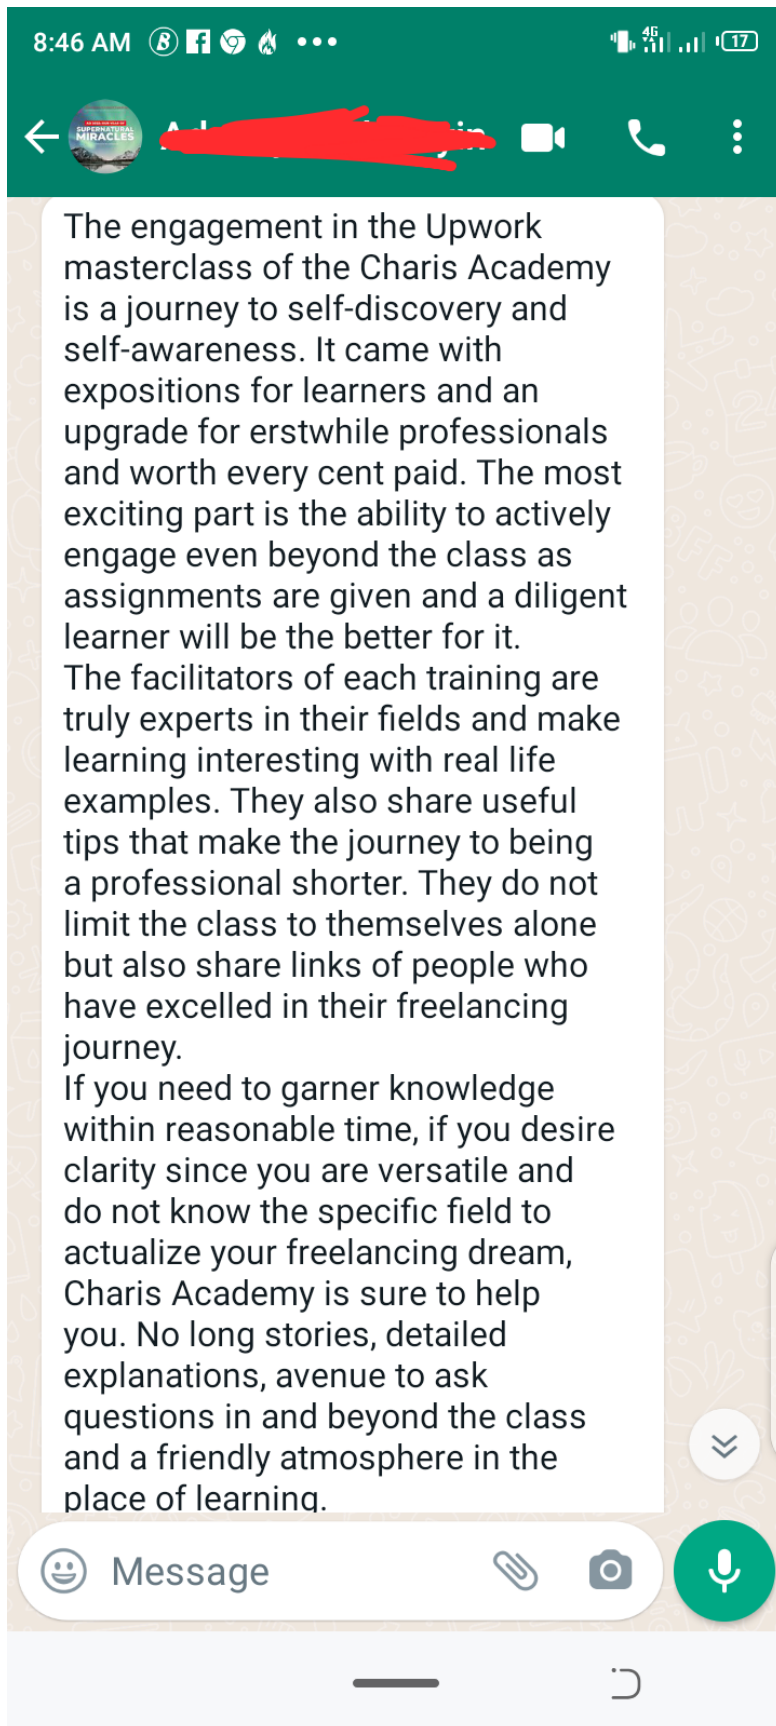 8:46 AM
4G
17
SUPERNATURAL
MIRACLES
The engagement in the Upwork
masterclass of the Charis Academy
is a journey to self-discovery and
self-awareness. It came with
expositions for learners and an
upgrade for erstwhile professionals
and worth every cent paid. The most
exciting part is the ability to actively
engage even beyond the class as
assignments are given and a diligent
learner will be the better for it.
The facilitators of each training are
truly experts in their fields and make
learning interesting with real life
examples. They also share useful
tips that make the journey to being
a professional shorter. They do not
limit the class to themselves alone
but also share links of people who
have excelled in their freelancing
journey.
If you need to garner knowledge
within reasonable time, if you desire
clarity since you are versatile and
do not know the specific field to
actualize your freelancing dream,
Charis Academy is sure to help
you. No long stories, detailed
explanations, avenue to ask
questions in and beyond the class
and a friendly atmosphere in the
place of learning.
Message